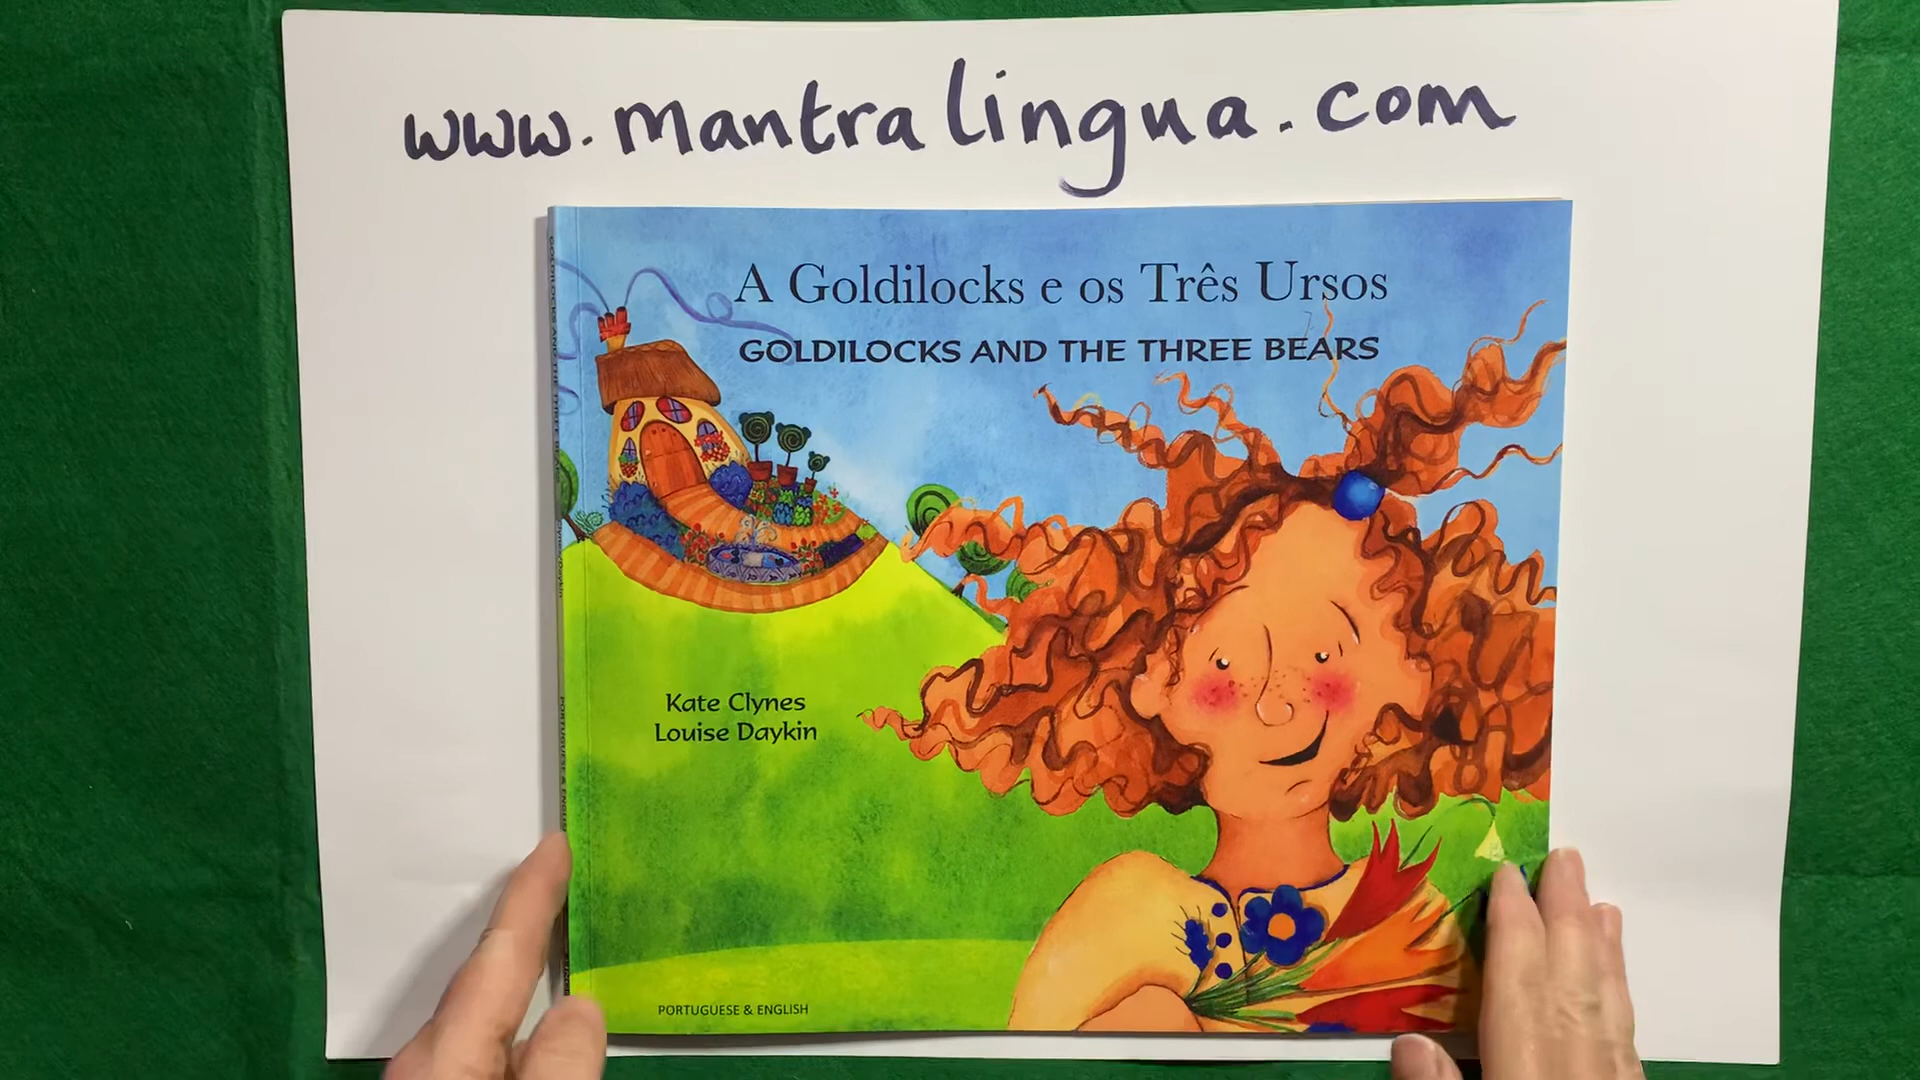 www.mantralingua.com
A Goldilocks e os Três Ursos
GOLDILOCKS AND THE THREE BEARS
Kate Clynes
Louise Daykin
PORTUGUESE & ENGLISH